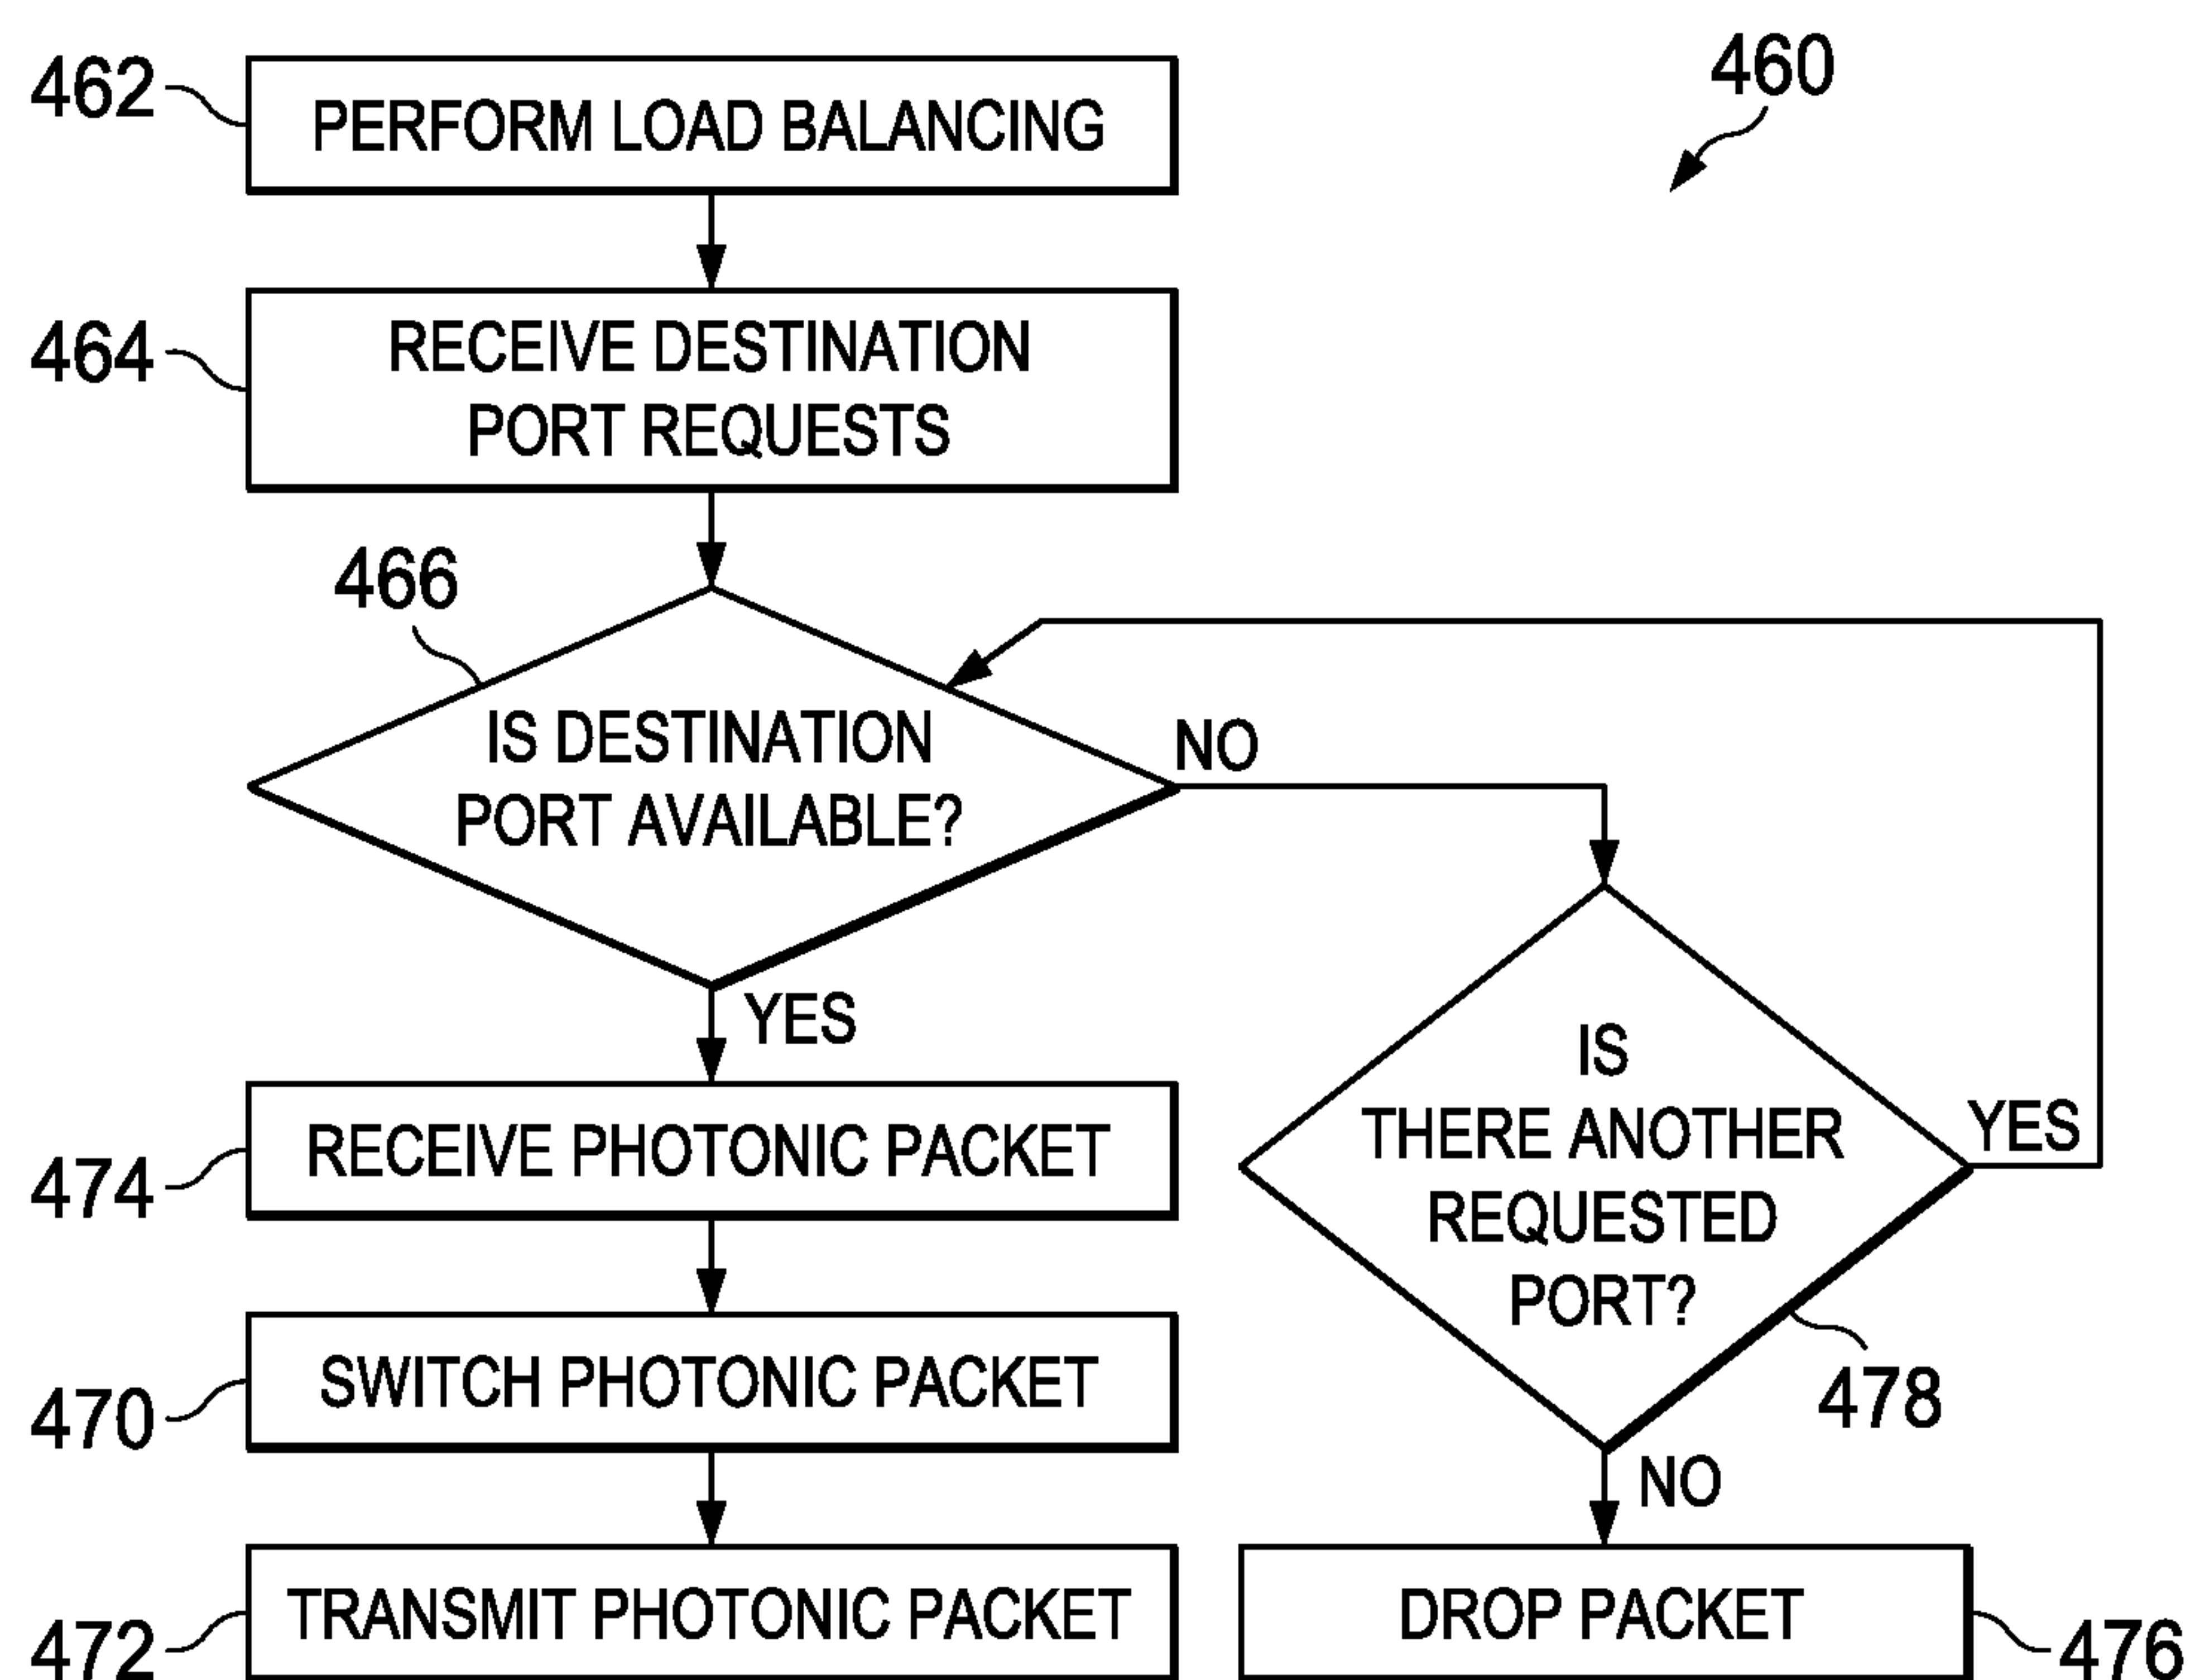 460
462
PERFORM LOAD BALANCING
464
RECEIVE DESTINATION
PORT REQUESTS
466
IS DESTINATION
PORT AVAILABLE?
NO
YES
474
RECEIVE PHOTONIC PACKET
IS
THERE ANOTHER
REQUESTED
PORT?
YES
478
NO
470
SWITCH PHOTONIC PACKET
472
TRANSMIT PHOTONIC PACKET
DROP PACKET
476